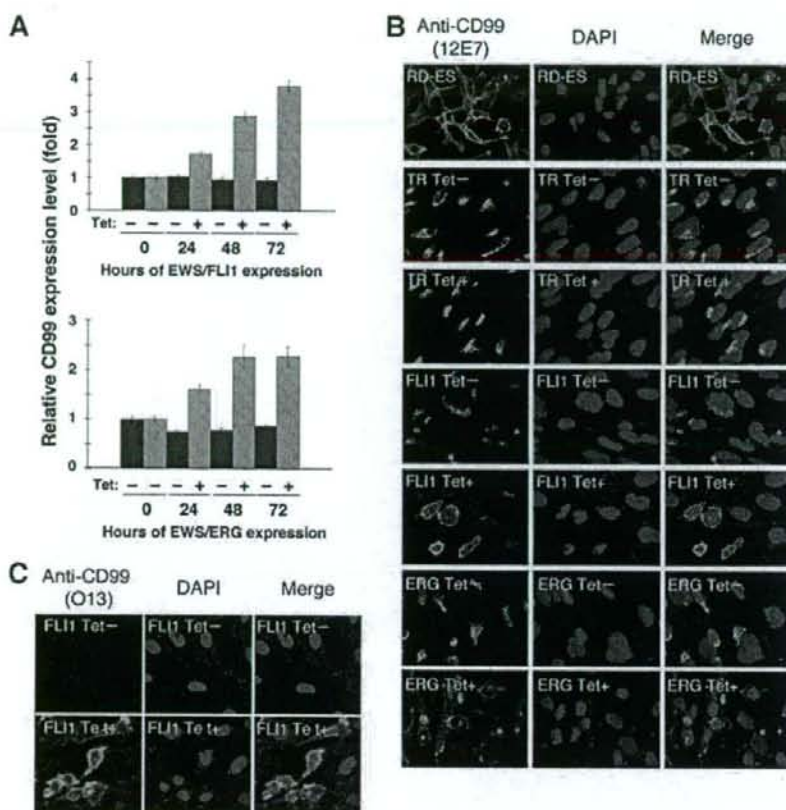 A
Relative CD99 expression level (fold)
4
3
2
1
0
Tet: − − − + − + − +
0 24 48 72
Hours of EWS/FLI1 expression
3
2
1
0
Tet: − − − + − + − +
0 24 48 72
Hours of EWS/ERG expression
B
Anti-CD99
(12E7)
DAPI
Merge
RD-ES RD-ES RD-ES
TR Tet− TR Tet− TR Tet−
TR Tet+ TR Tet+ TR Tet+
FLI1 Tet− FLI1 Tet− FLI1 Tet−
FLI1 Tet+ FLI1 Tet+ FLI1 Tet+
ERG Tet− ERG Tet− ERG Tet−
ERG Tet+ ERG Tet+ ERG Tet+
C
Anti-CD99
(O13)
DAPI
Merge
FLI1 Tet− FLI1 Tet− FLI1 Tet−
FLI1 Tet+ FLI1 Te t+ FLI1 Tet+